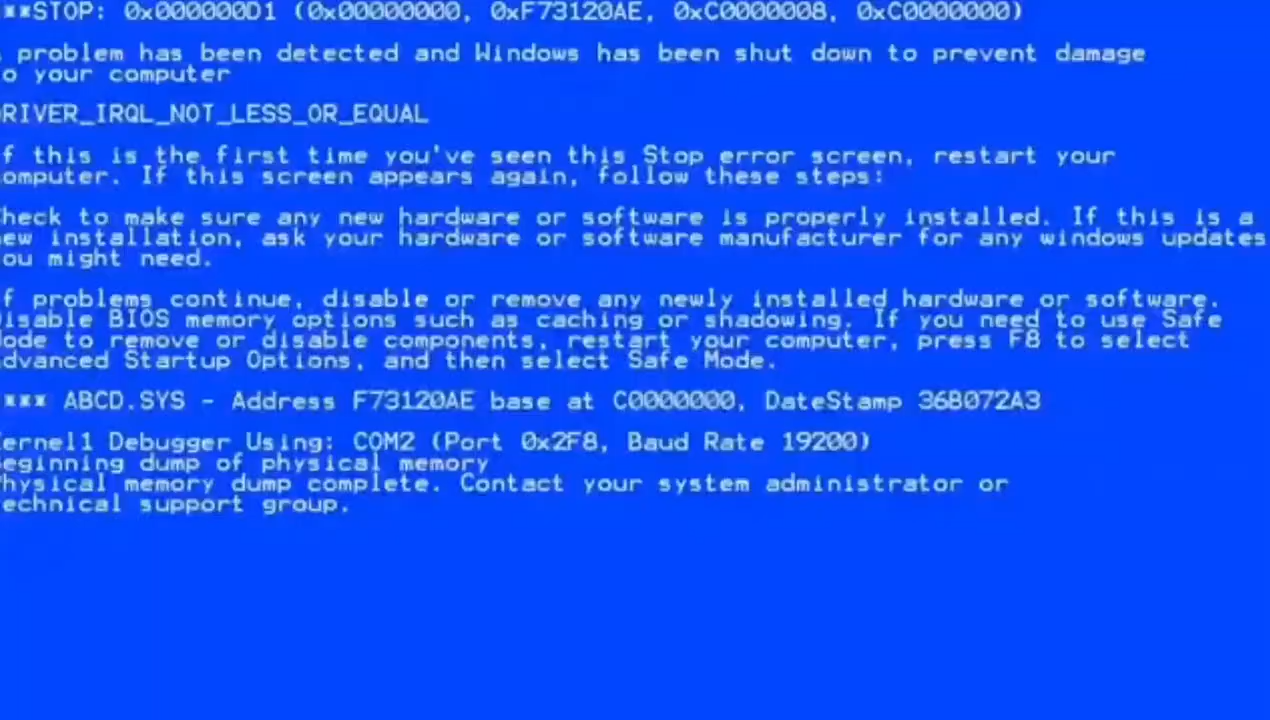 **STOP: 0x000000D1 (0x00000000, 0xF73120AE, 0xC0000008, 0xC0000000)
problem has been detected and Windows has been shut down to prevent damage
o your computer
RIVER_IRQL_NOT_LESS_OR_EQUAL
f this is the first time you've seen this Stop error screen, restart your
omputer. If this screen appears again, follow these steps:
heck to make sure any new hardware or software is properly installed. If this is a
ew installation, ask your hardware or software manufacturer for any windows updates
ou might need.
f problems continue, disable or remove any newly installed hardware or software.
isable BIOS memory options such as caching or shadowing. If you need to use Safe
ode to remove or disable components, restart your computer, press F8 to select
dvanced Startup Options, and then select Safe Mode.
*** ABCD.SYS - Address F73120AE base at C0000000, DateStamp 368072A3
ernel1 Debugger Using: COM2 (Port 0x2F8, Baud Rate 19200)
eginning dump of physical memory
hysical memory dump complete. Contact your system administrator or
echnical support group.